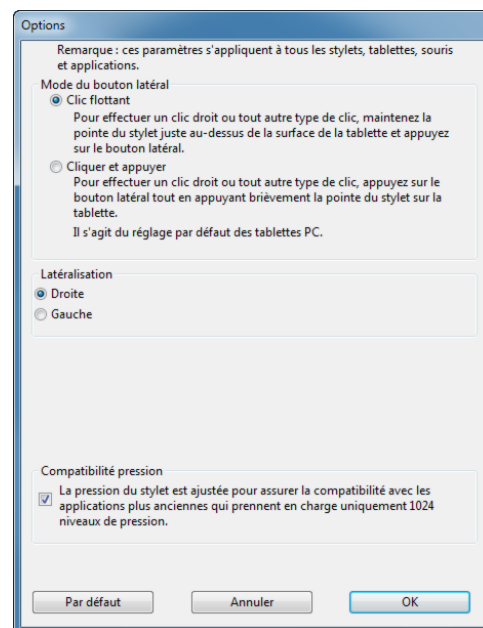 Options
Remarque : ces paramètres s'appliquent à tous les stylets, tablettes, souris
et applications.
Mode du bouton latéral
Clic flottant
Pour effectuer un clic droit ou tout autre type de clic, maintenez la
pointe du stylet juste au-dessus de la surface de la tablette et appuyez
sur le bouton latéral.
Cliquer et appuyer
Pour effectuer un clic droit ou tout autre type de clic, appuyez sur le
bouton latéral tout en appuyant brièvement la pointe du stylet sur la
tablette.
Il s'agit du réglage par défaut des tablettes PC.
Latéralisation
Droite
Gauche
Compatibilité pression
La pression du stylet est ajustée pour assurer la compatibilité avec les
applications plus anciennes qui prennent en charge uniquement 1024
niveaux de pression.
Par défaut
Annuler
OK